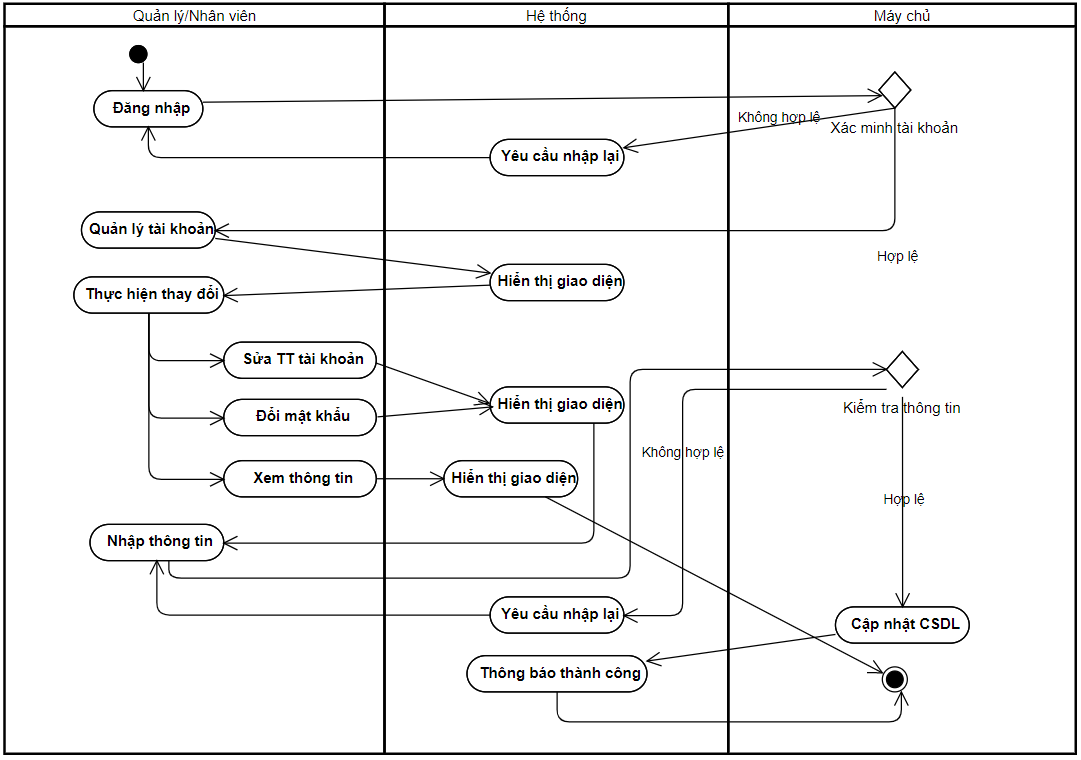 Quản lý/Nhân viên
Hệ thống
Máy chủ
Đăng nhập
Không hợp lệ
Xác minh tài khoản
Yêu cầu nhập lại
Quản lý tài khoản
Hợp lệ
Hiển thị giao diện
Thực hiện thay đổi
Sửa TT tài khoản
Hiển thị giao diện
Kiểm tra thông tin
Đổi mật khẩu
Không hợp lệ
Xem thông tin
Hiển thị giao diện
Hợp lệ
Nhập thông tin
Yêu cầu nhập lại
Cập nhật CSDL
Thông báo thành công